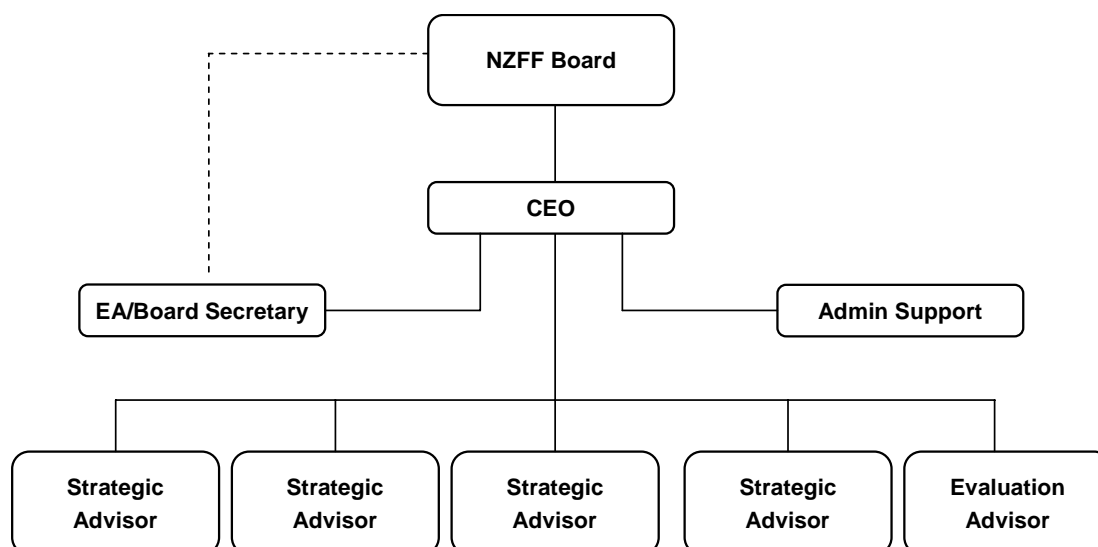 NZFF Board
CEO
EA/Board Secretary
Admin Support
Strategic
Advisor
Strategic
Advisor
Strategic
Advisor
Strategic
Advisor
Evaluation
Advisor